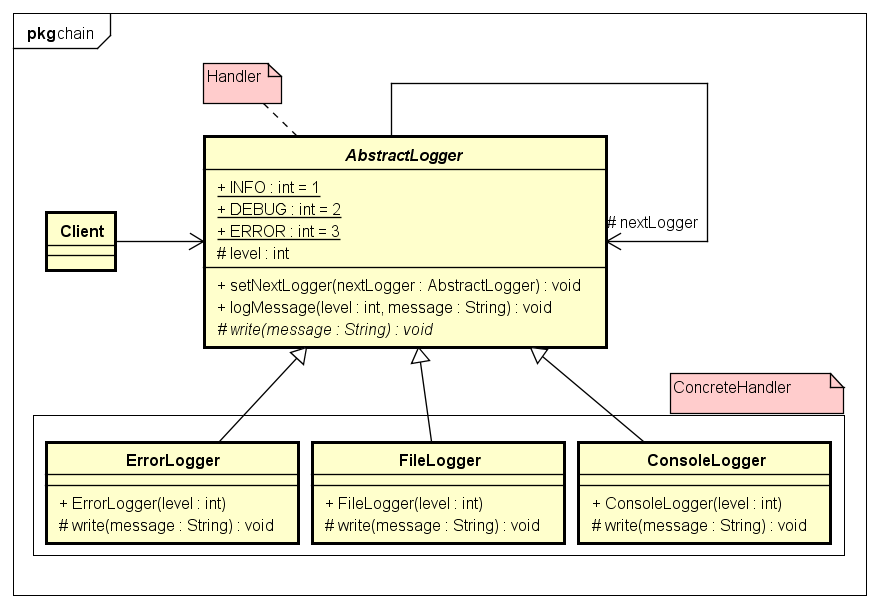 pkg chain
Handler
AbstractLogger
+ INFO : int = 1
+ DEBUG : int = 2
+ ERROR : int = 3
# level : int
+ setNextLogger(nextLogger : AbstractLogger) : void
+ logMessage(level : int, message : String) : void
# write(message : String) : void
Client
# nextLogger
ConcreteHandler
ErrorLogger
+ ErrorLogger(level : int)
# write(message : String) : void
FileLogger
+ FileLogger(level : int)
# write(message : String) : void
ConsoleLogger
+ ConsoleLogger(level : int)
# write(message : String) : void